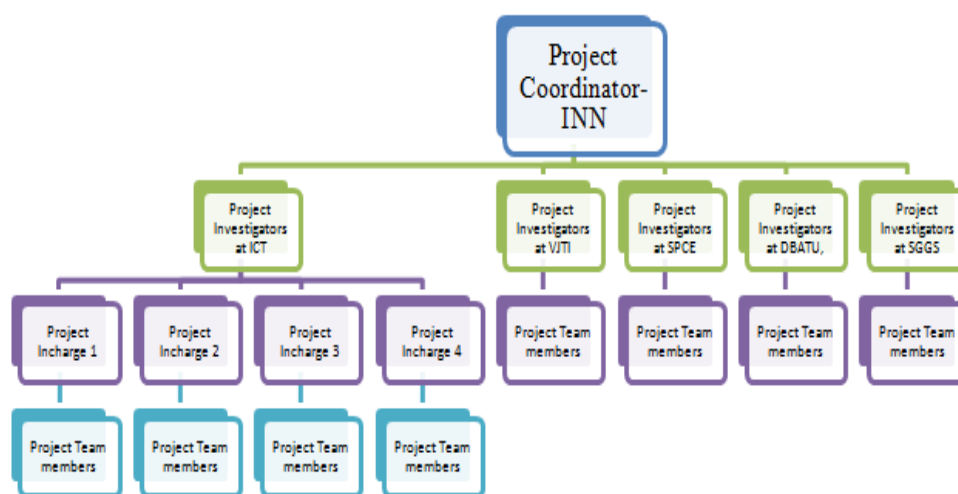 Project
Coordinator-
INN
Project
Investigators
at ICT
Project
Investigators
at VJTI
Project
Investigators
at SPCE
Project
Investigators
at DBATU,
Project
Investigators
at SGGS
Project
Incharge 1
Project
Incharge 2
Project
Incharge 3
Project
Incharge 4
Project Team
members
Project Team
members
Project Team
members
Project Team
members
Project Team
members
Project Team
members
Project Team
members
Project Team
members